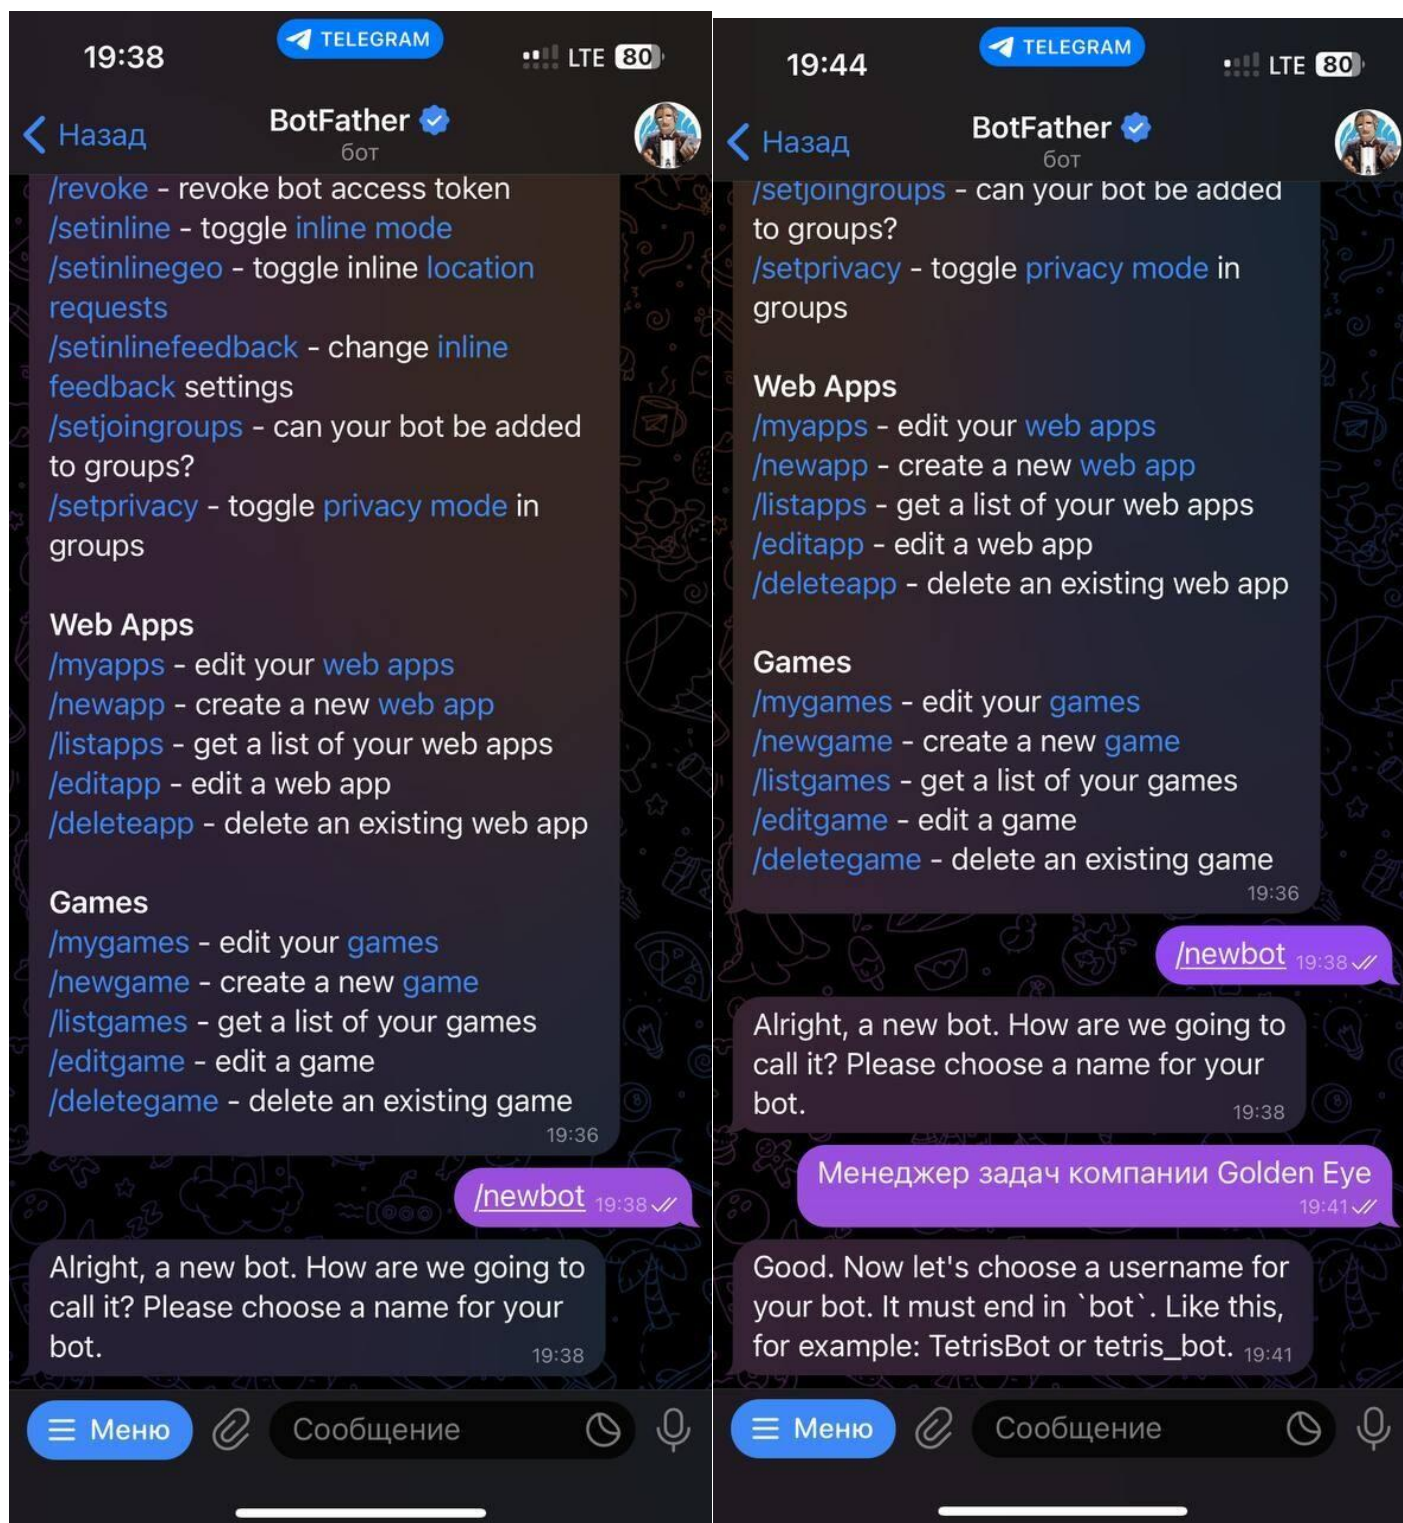 19:38
TELEGRAM
LTE 80
Назад
BotFather
бот
/revoke - revoke bot access token
/setinline - toggle inline mode
/setinlinegeo - toggle inline location
requests
/setinlinefeedback - change inline
feedback settings
/setjoingroups - can your bot be added
to groups?
/setprivacy - toggle privacy mode in
groups
Web Apps
/myapps - edit your web apps
/newapp - create a new web app
/listapps - get a list of your web apps
/editapp - edit a web app
/deleteapp - delete an existing web app
Games
/mygames - edit your games
/newgame - create a new game
/listgames - get a list of your games
/editgame - edit a game
/deletegame - delete an existing game
19:36
/newbot 19:38
Alright, a new bot. How are we going to
call it? Please choose a name for your
bot.
19:38
Меню
Сообщение
19:44
TELEGRAM
LTE 80
Назад
BotFather
бот
/setjoingroups - can your bot be added
to groups?
/setprivacy - toggle privacy mode in
groups
Web Apps
/myapps - edit your web apps
/newapp - create a new web app
/listapps - get a list of your web apps
/editapp - edit a web app
/deleteapp - delete an existing web app
Games
/mygames - edit your games
/newgame - create a new game
/listgames - get a list of your games
/editgame - edit a game
/deletegame - delete an existing game
19:36
/newbot 19:38
Alright, a new bot. How are we going to
call it? Please choose a name for your
bot.
19:38
Менеджер задач компании Golden Eye
19:41
Good. Now let's choose a username for
your bot. It must end in `bot`. Like this,
for example: TetrisBot or tetris_bot. 19:41
Меню
Сообщение